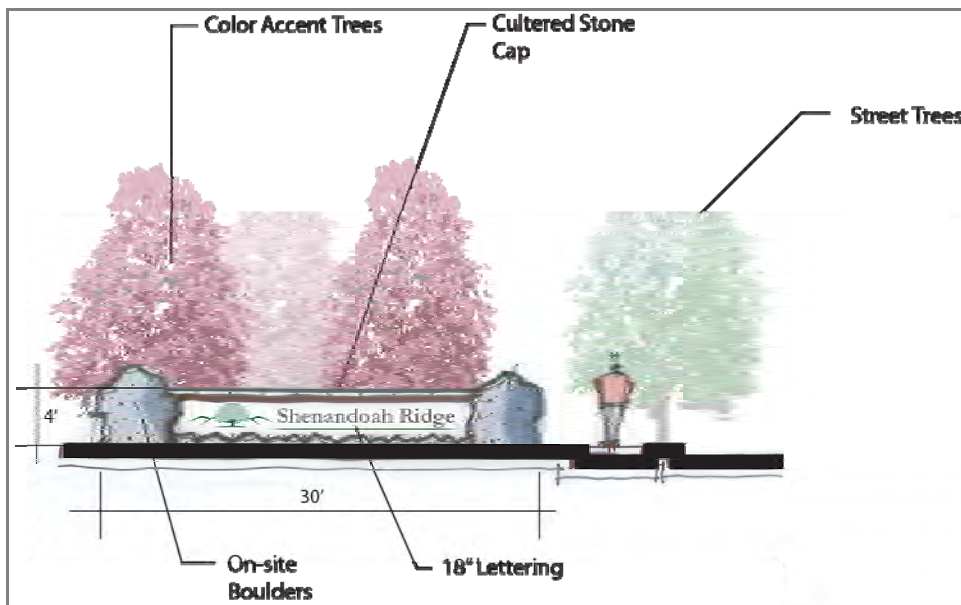 Color Accent Trees
Cultered Stone
Cap
Street Trees
4'
Shenandoah Ridge
30'
On-site
Boulders
18" Lettering